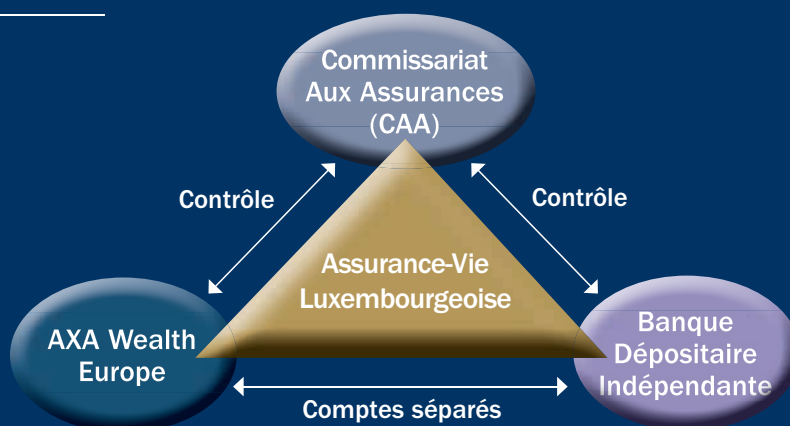 Commissariat
Aux Assurances
(CAA)
Contrôle
Contrôle
Assurance-Vie
Luxembourgeoise
AXA Wealth
Europe
Banque
Dépositaire
Indépendante
Comptes séparés